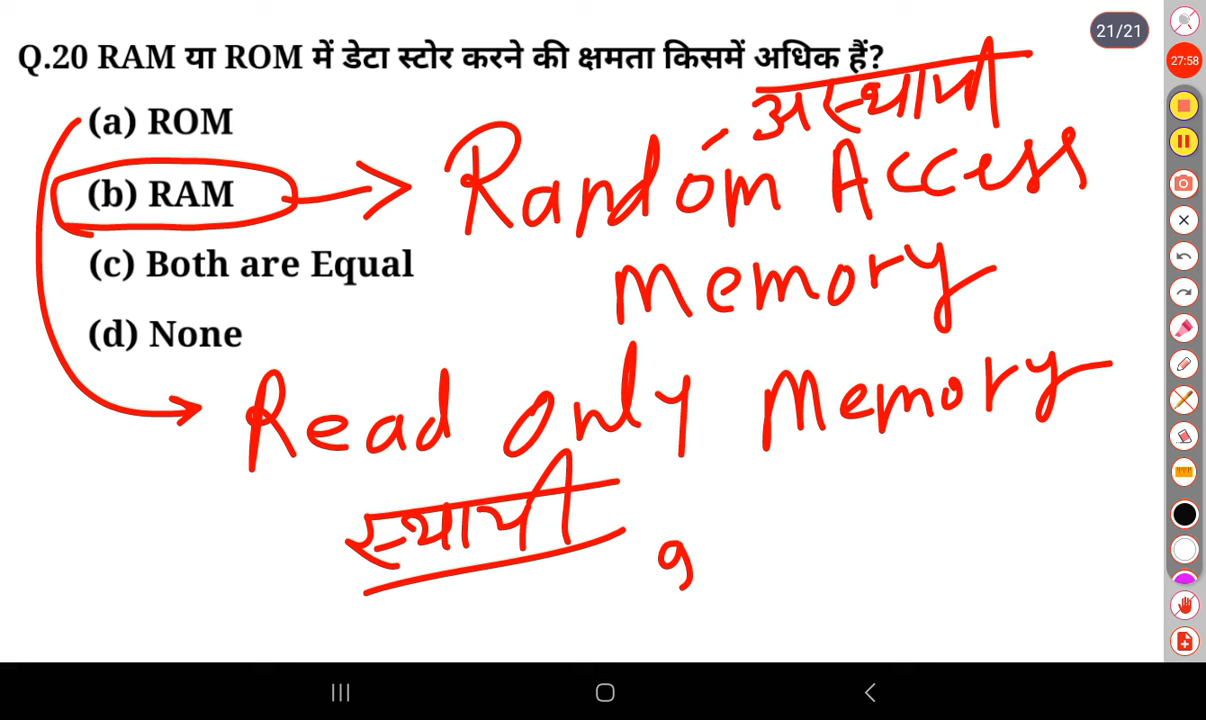 21/21
27:58
Q.20 RAM या ROM में डेटा स्टोर करने की क्षमता किसमें अधिक हैं?
अस्थायी
(a) ROM
(b) RAM
Random Access
Memory
(c) Both are Equal
(d) None
Read Only Memory
स्थायी